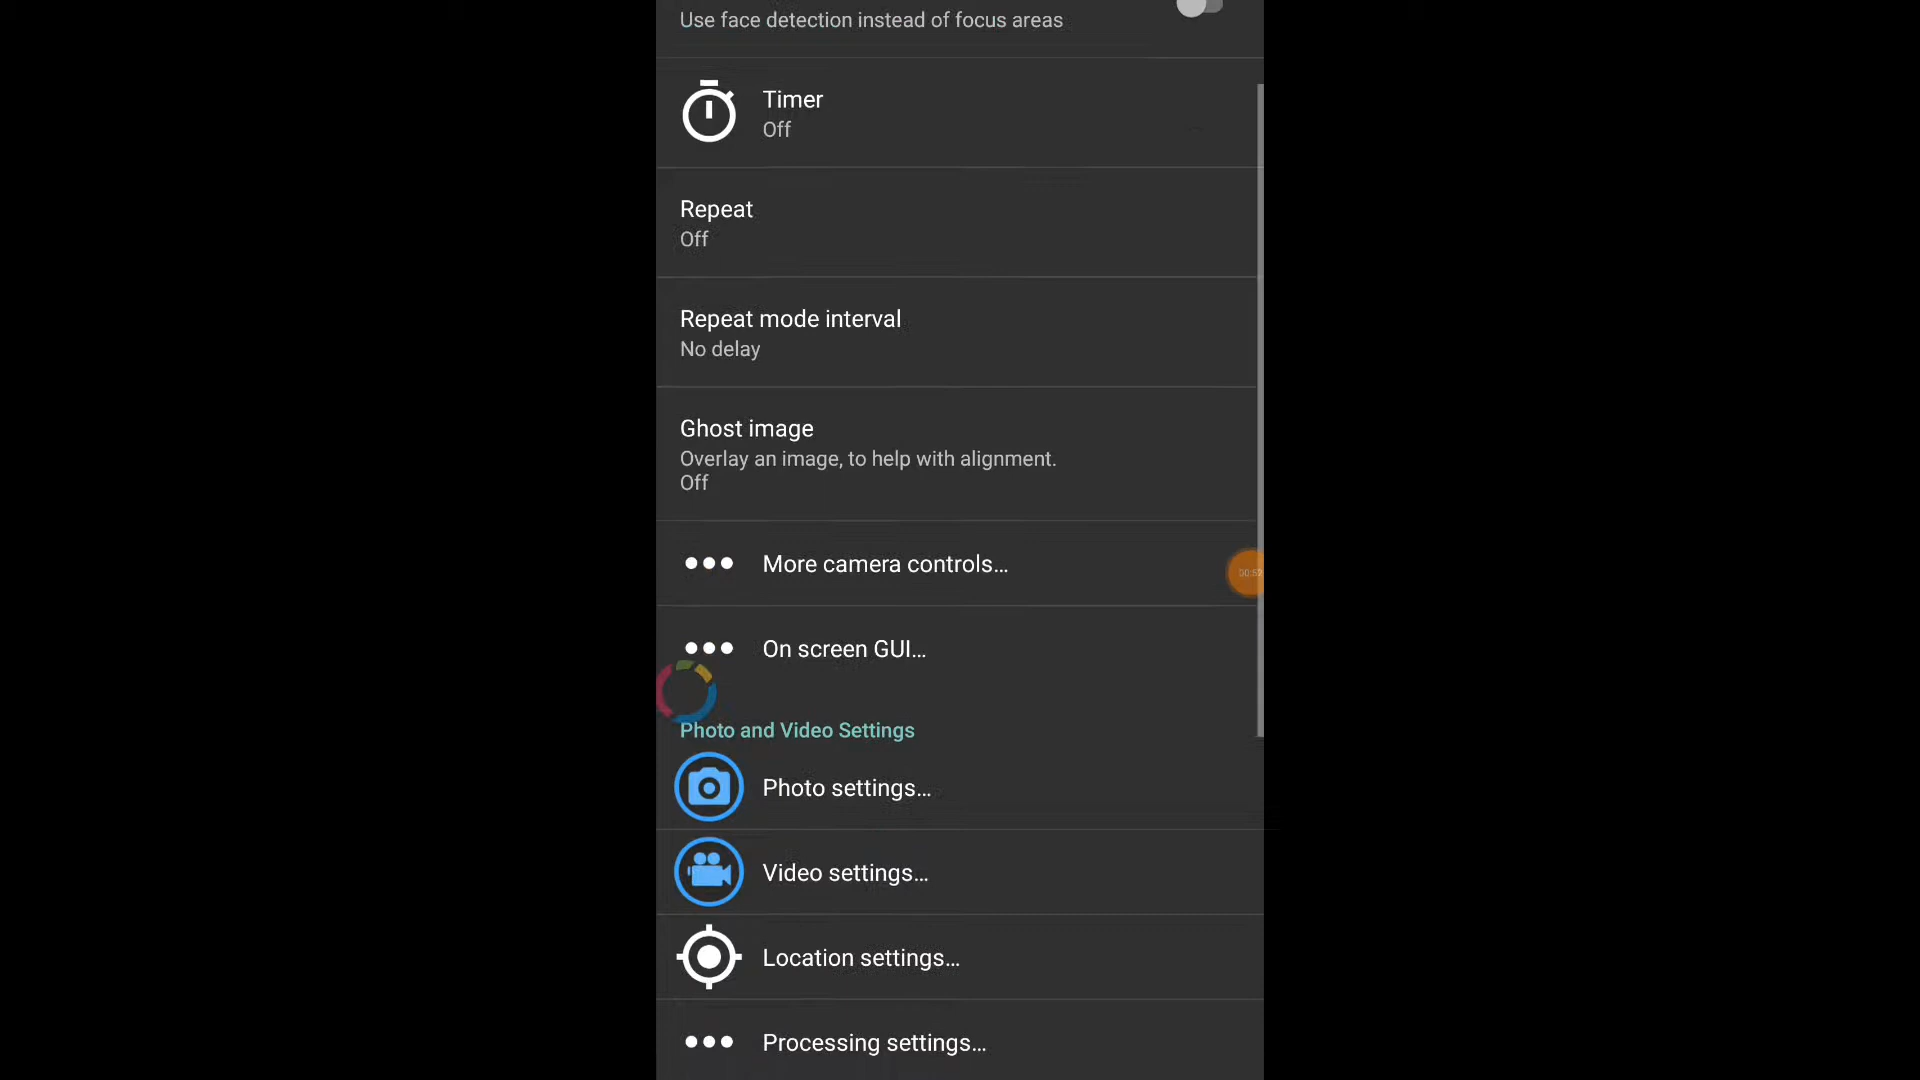 Use face detection instead of focus areas
Timer
Off
Repeat
Off
Repeat mode interval
No delay
Ghost image
Overlay an image, to help with alignment.
Off
More camera controls...
On screen GUI...
Photo and Video Settings
Photo settings...
Video settings...
Location settings...
Processing settings...